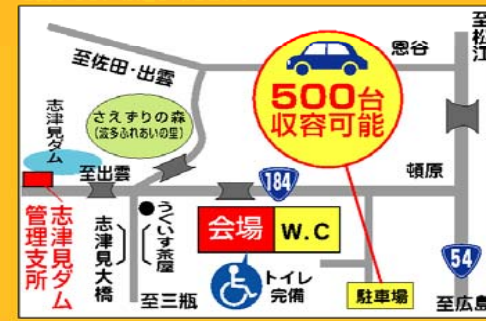 至松江
恩谷
至佐田・出雲
500台
収容可能
さえずりの森
(波多ふれあいの里)
志津見ダム
至出雲
頓原
184
志津見ダム
管理支所
志津見大橋
うぐいす茶屋
会場
W.C
54
トイレ
完備
至三瓶
駐車場
至広島